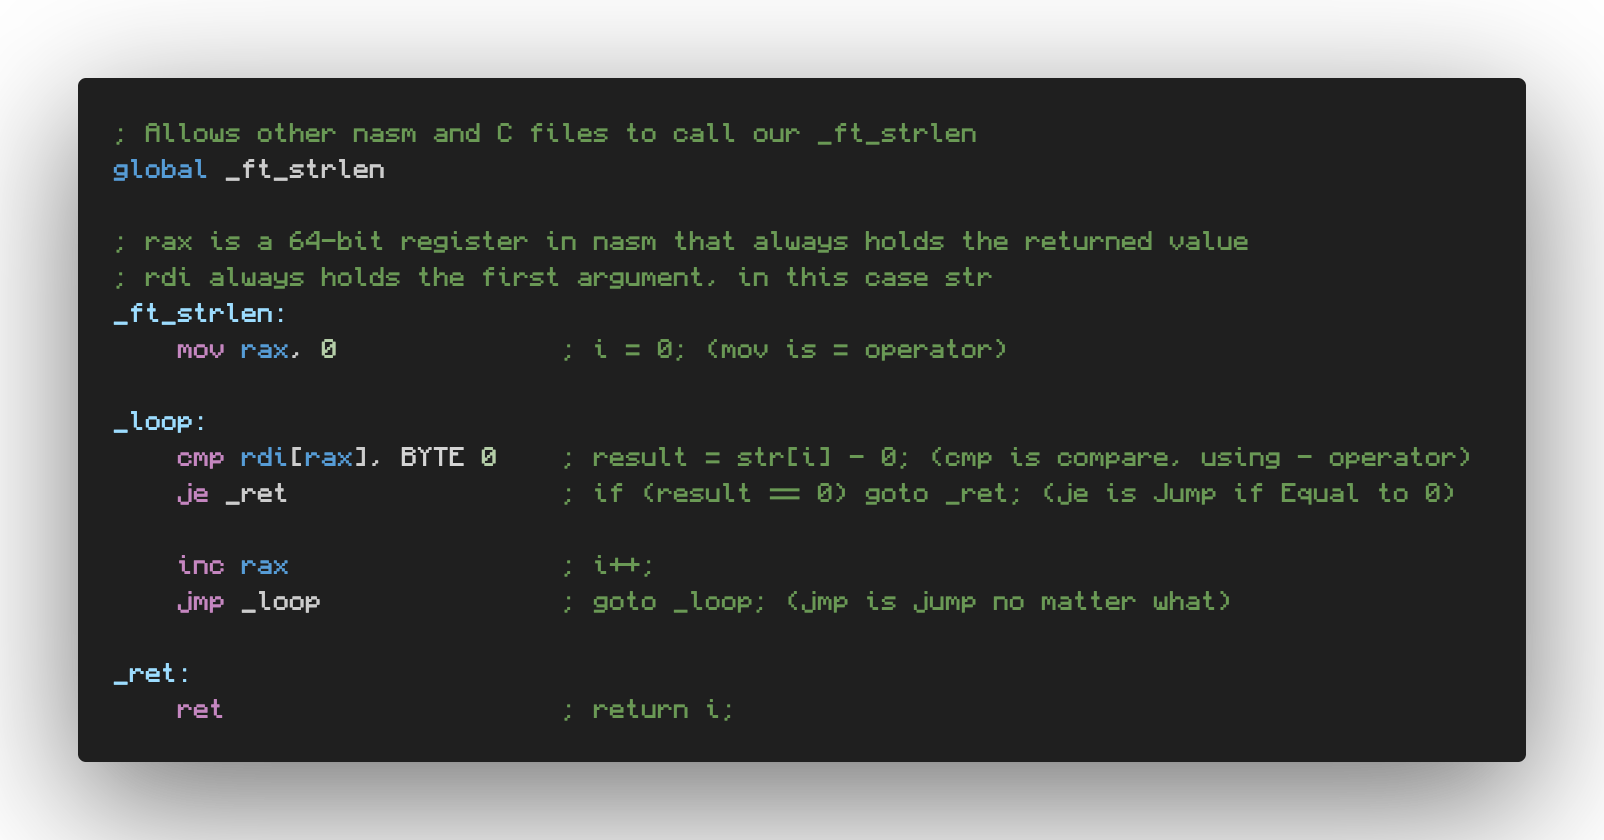 ; Allows other nasm and C files to call our _ft_strlen
global _ft_strlen

; rax is a 64-bit register in nasm that always holds the returned value
; rdi always holds the first argument, in this case str
_ft_strlen:
    mov rax, 0              ; i = 0; (mov is = operator)

_loop:
    cmp rdi[rax], BYTE 0    ; result = str[i] - 0; (cmp is compare, using - operator)
    je _ret                 ; if (result == 0) goto _ret; (je is Jump if Equal to 0)

    inc rax                 ; i++;
    jmp _loop               ; goto _loop; (jmp is jump no matter what)

_ret:
    ret                     ; return i;